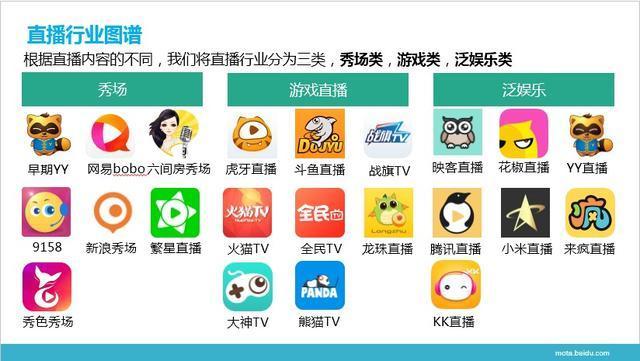 直播行业图谱
根据直播内容的不同，我们将直播行业分为三类，秀场类，游戏类，泛娱乐类
秀场
游戏直播
泛娱乐
DOUYU
战旗TV
早期YY
网易bobo
六间房秀场
虎牙直播
斗鱼直播
战旗TV
映客直播
花椒直播
YY直播
火猫TV
全民TV
Longzhu
疯
9158
新浪秀场
繁星直播
火猫TV
全民TV
龙珠直播
腾讯直播
小米直播
来疯直播
PANDA
KK
秀色秀场
大神TV
熊猫TV
KK直播
mota.baidu.com